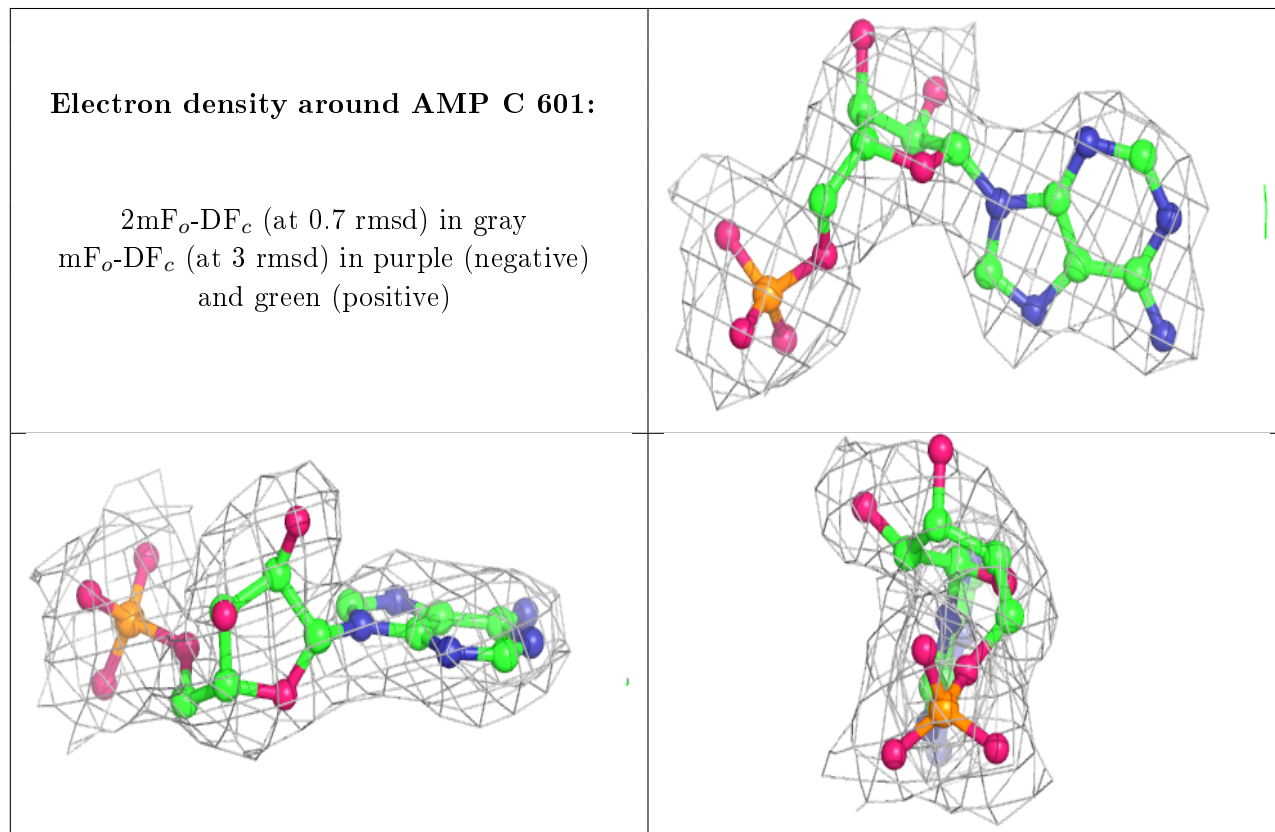 Electron density around AMP C 601:
2mFo-DFc (at 0.7 rmsd) in gray
mFo-DFc (at 3 rmsd) in purple (negative)
and green (positive)